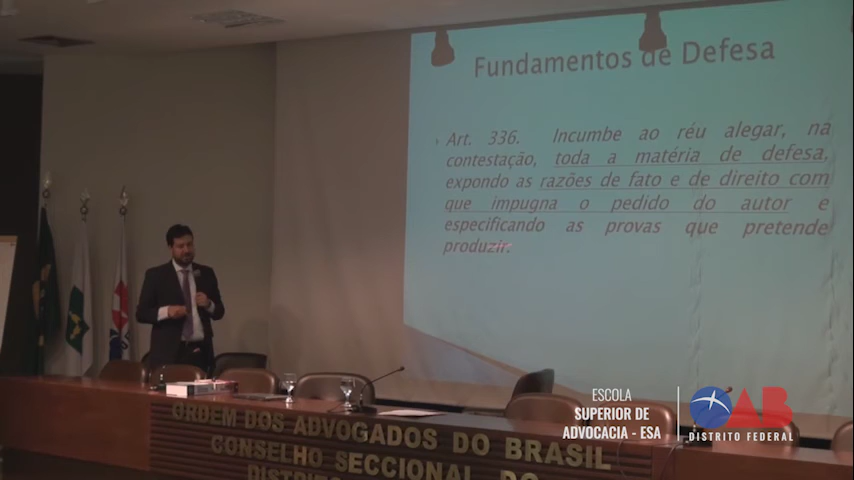 Fundamentos de Defesa
Art. 336. Incumbe ao réu alegar, na
contestação, toda a matéria de defesa,
expondo as razões de fato e de direito com
que impugna o pedido do autor e
especificando as provas que pretende
produzir.
ESCOLA
SUPERIOR DE
ADVOCACIA - ESA
OAB
DISTRITO FEDERAL
ORDEM DOS ADVOGADOS DO BRASIL
CONSELHO SECCIONAL DO
DISTRI